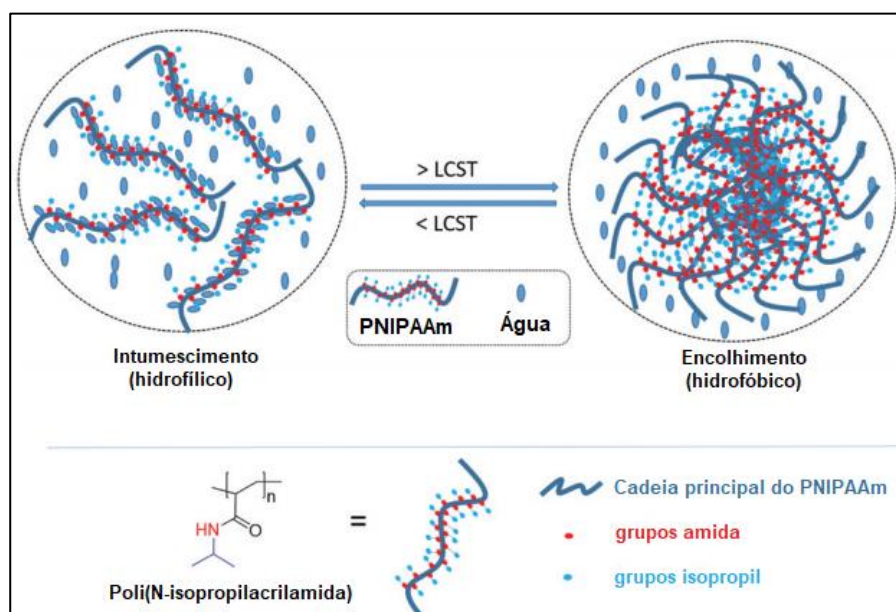 > LCST
< LCST
PNIPAAm
Água
Intumescimento
(hidrofílico)
Encolhimento
(hidrofóbico)
n
HN
O
=
Poli(N-isopropilacrilamida)
Cadeia principal do PNIPAAm
grupos amida
grupos isopropil